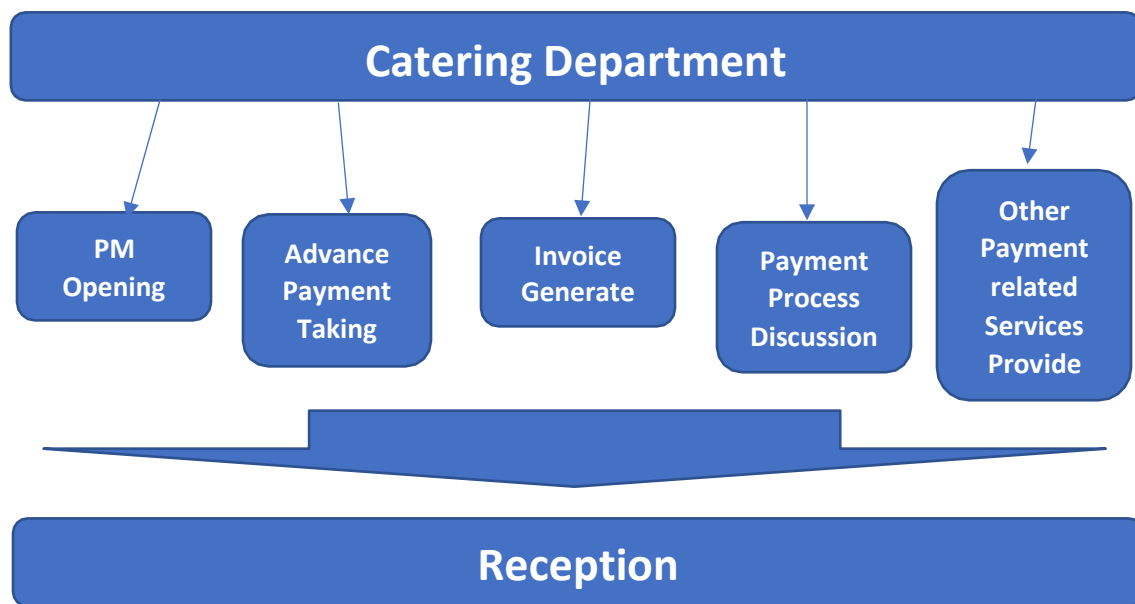 Catering Department
PM
Opening
Advance
Payment
Taking
Invoice
Generate
Payment
Process
Discussion
Other
Payment
related
Services
Provide
Reception